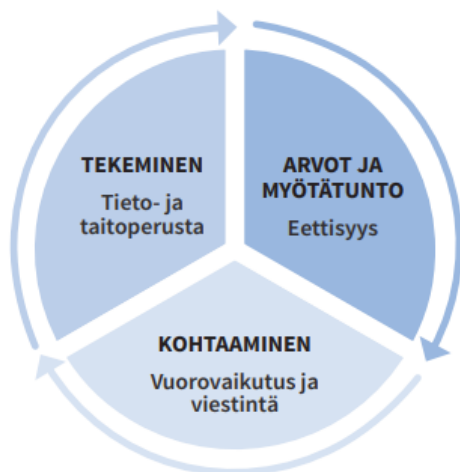 TEKEMINEN
Tieto- ja
taitoperusta
ARVOT JA
MYÖTÄTUNTO
Eettisyys
KOHTAAMINEN
Vuorovaikutus ja
viestintä